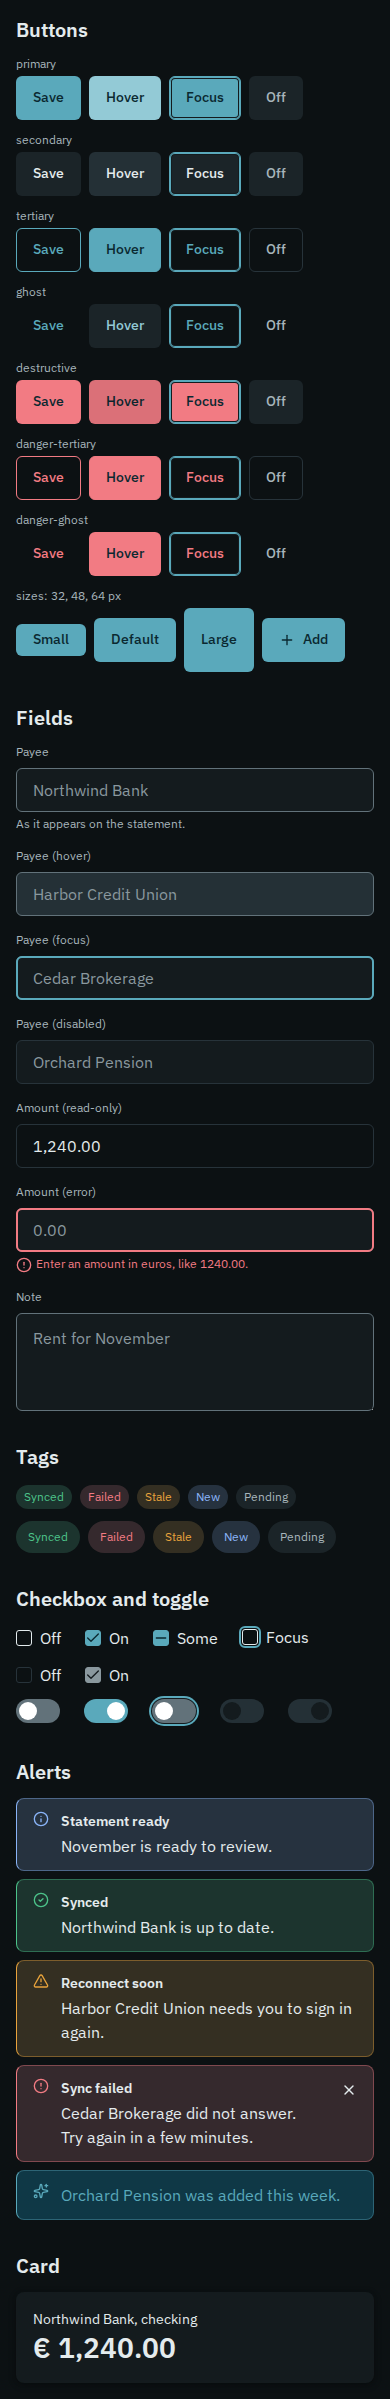 Buttons
primary
Save Hover Focus Off
secondary
Save Hover Focus Off
tertiary
Save Hover Focus Off
ghost
Save Hover Focus Off
destructive
Save Hover Focus Off
danger-tertiary
Save Hover Focus Off
danger-ghost
Save Hover Focus Off
sizes: 32, 48, 64 px
Small Default Large + Add
Fields
Payee
Northwind Bank
As it appears on the statement.
Payee (hover)
Harbor Credit Union
Payee (focus)
Cedar Brokerage
Payee (disabled)
Orchard Pension
Amount (read-only)
1,240.00
Amount (error)
0.00
Enter an amount in euros, like 1240.00.
Note
Rent for November
Tags
Synced Failed Stale New Pending
Synced Failed Stale New Pending
Checkbox and toggle
Off On Some Focus
Off On
Alerts
Statement ready
November is ready to review.
Synced
Northwind Bank is up to date.
Reconnect soon
Harbor Credit Union needs you to sign in
again.
Sync failed
Cedar Brokerage did not answer.
Try again in a few minutes.
Orchard Pension was added this week.
Card
Northwind Bank, checking
€ 1,240.00